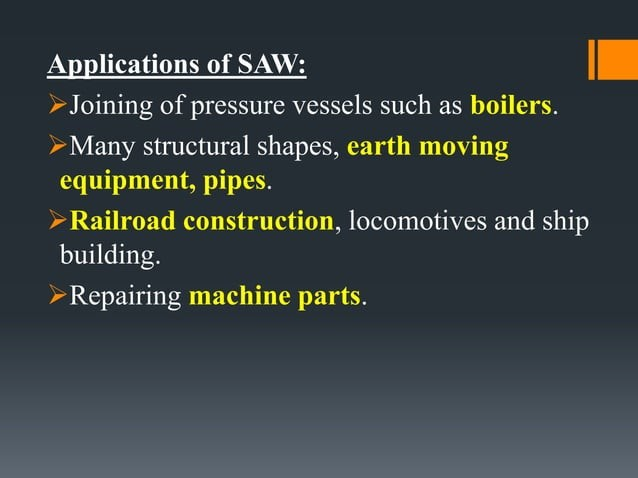 Applications of SAW:
➢Joining of pressure vessels such as boilers.
➢Many structural shapes, earth moving
equipment, pipes.
➢Railroad construction, locomotives and ship
building.
➢Repairing machine parts.